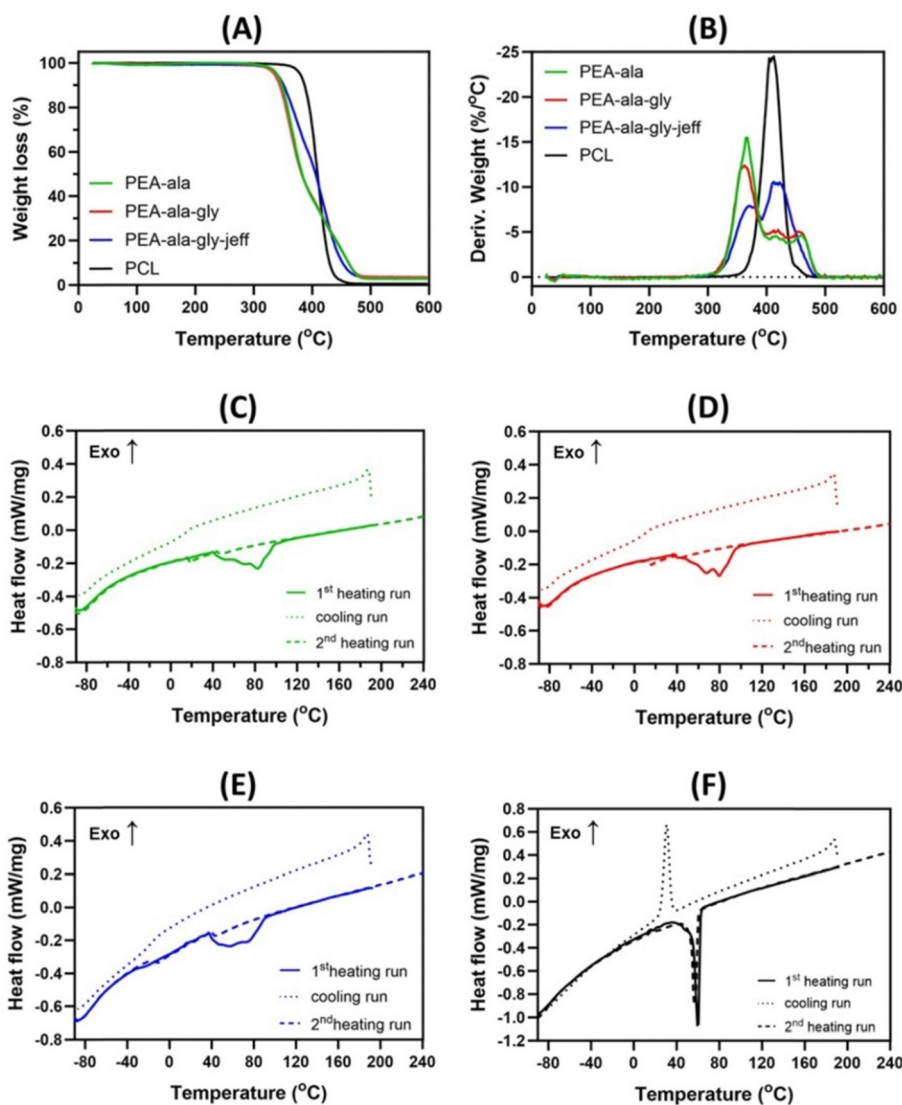 (A)
Weight loss (%)
100
80
60
40
20
0
PEA-ala
PEA-ala-gly
PEA-ala-gly-jeff
PCL
0 100 200 300 400 500 600
Temperature (°C)
(B)
Deriv. Weight (%/°C)
-25
-20
-15
-10
-5
0
PEA-ala
PEA-ala-gly
PEA-ala-gly-jeff
PCL
0 100 200 300 400 500 600
Temperature (°C)
(C)
Heat flow (mW/mg)
0.6
0.4
0.2
0.0
-0.2
-0.4
-0.6
-0.8
Exo ↑
1st heating run
cooling run
2nd heating run
-80 -40 0 40 80 120 160 200 240
Temperature (°C)
(D)
Heat flow (mW/mg)
0.6
0.4
0.2
0.0
-0.2
-0.4
-0.6
-0.8
Exo ↑
1st heating run
cooling run
2nd heating run
-80 -40 0 40 80 120 160 200 240
Temperature (°C)
(E)
Heat flow (mW/mg)
0.6
0.4
0.2
0.0
-0.2
-0.4
-0.6
-0.8
Exo ↑
1st heating run
cooling run
2nd heating run
-80 -40 0 40 80 120 160 200 240
Temperature (°C)
(F)
Heat flow (mW/mg)
0.8
0.6
0.4
0.2
0.0
-0.2
-0.4
-0.6
-0.8
-1.0
-1.2
Exo ↑
1st heating run
cooling run
2nd heating run
-80 -40 0 40 80 120 160 200 240
Temperature (°C)